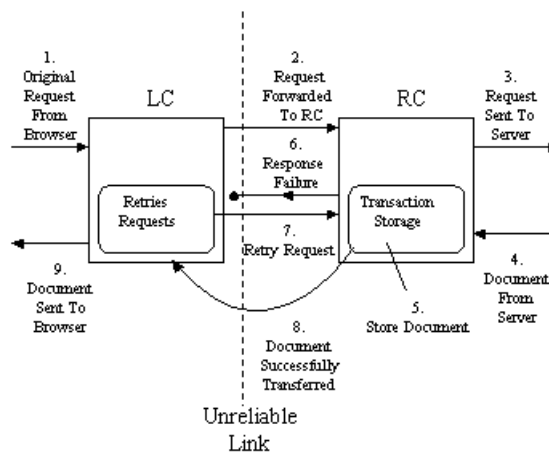 1.
Original
Request
From
Browser
LC
2.
Request
Forwarded
To RC
RC
3.
Request
Sent To
Server
6.
Response
Failure
Retries
Requests
Transaction
Storage
7.
Retry Request
9.
Document
Sent To
Browser
4.
Document
From
Server
5.
Store Document
8.
Document
Successfully
Transferred
Unreliable
Link